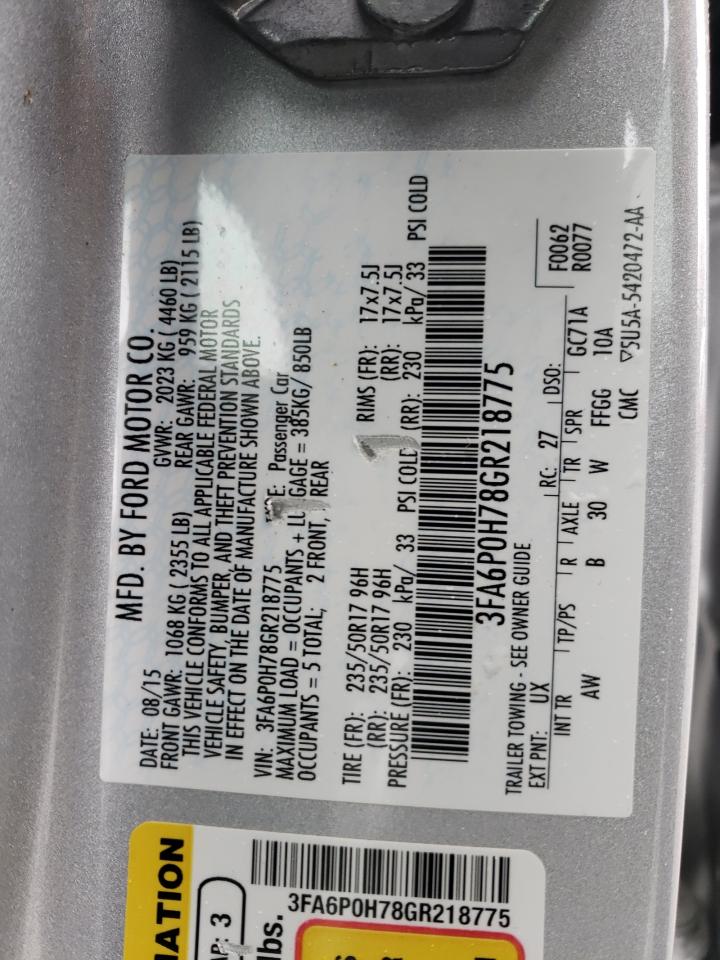 MFD. BY FORD MOTOR CO.
DATE: 08/15 GVWR: 2023 KG ( 4460 LB)
FRONT GAWR: 1068 KG ( 2355 LB) REAR GAWR: 959 KG ( 2115 LB)
THIS VEHICLE CONFORMS TO ALL APPLICABLE FEDERAL MOTOR
VEHICLE SAFETY, BUMPER, AND THEFT PREVENTION STANDARDS
IN EFFECT ON THE DATE OF MANUFACTURE SHOWN ABOVE.
VIN: 3FA6P0H78GR218775 Passenger Car
MAXIMUM LOAD = OCCUPANTS + = 385KG/ 850LB
OCCUPANTS = 5 TOTAL; 2 FRONT, REAR
TIRE (FR): 235/50R17 96H RIMS (FR): 17x7.5J
(RR): 235/50R17 96H (RR): 17x7.5J
PRESSURE (FR): 230 kPa/ 33 PSI COLD (RR): 230 kPa/ 33 PSI COLD
3FA6P0H78GR218775
TRAILER TOWING - SEE OWNER GUIDE
EXT PNT: UX RC: 27 DSO: F0062
R0077
INT TR TP/PS R AXLE TR SPR GC71A
AW B 30 W FFGG 10A
CMC ▽5U5A-5420472-AA
3FA6P0H78GR218775
3
lbs.